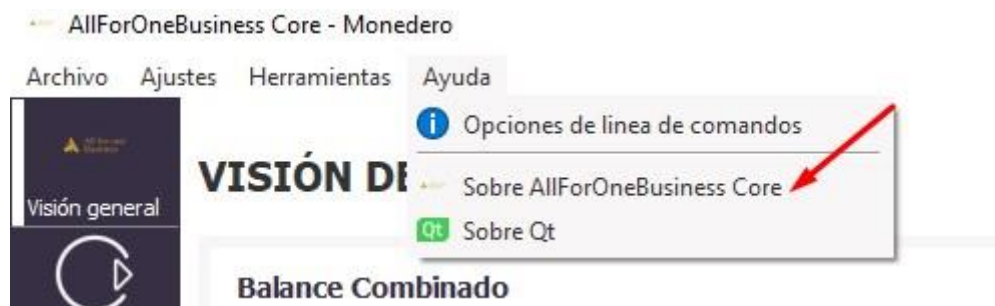 AllForOneBusiness Core - Monedero
Archivo Ajustes Herramientas Ayuda
Opciones de linea de comandos
Sobre AllForOneBusiness Core
Qt Sobre Qt
VISIÓN DE
Visión general
Balance Combinado